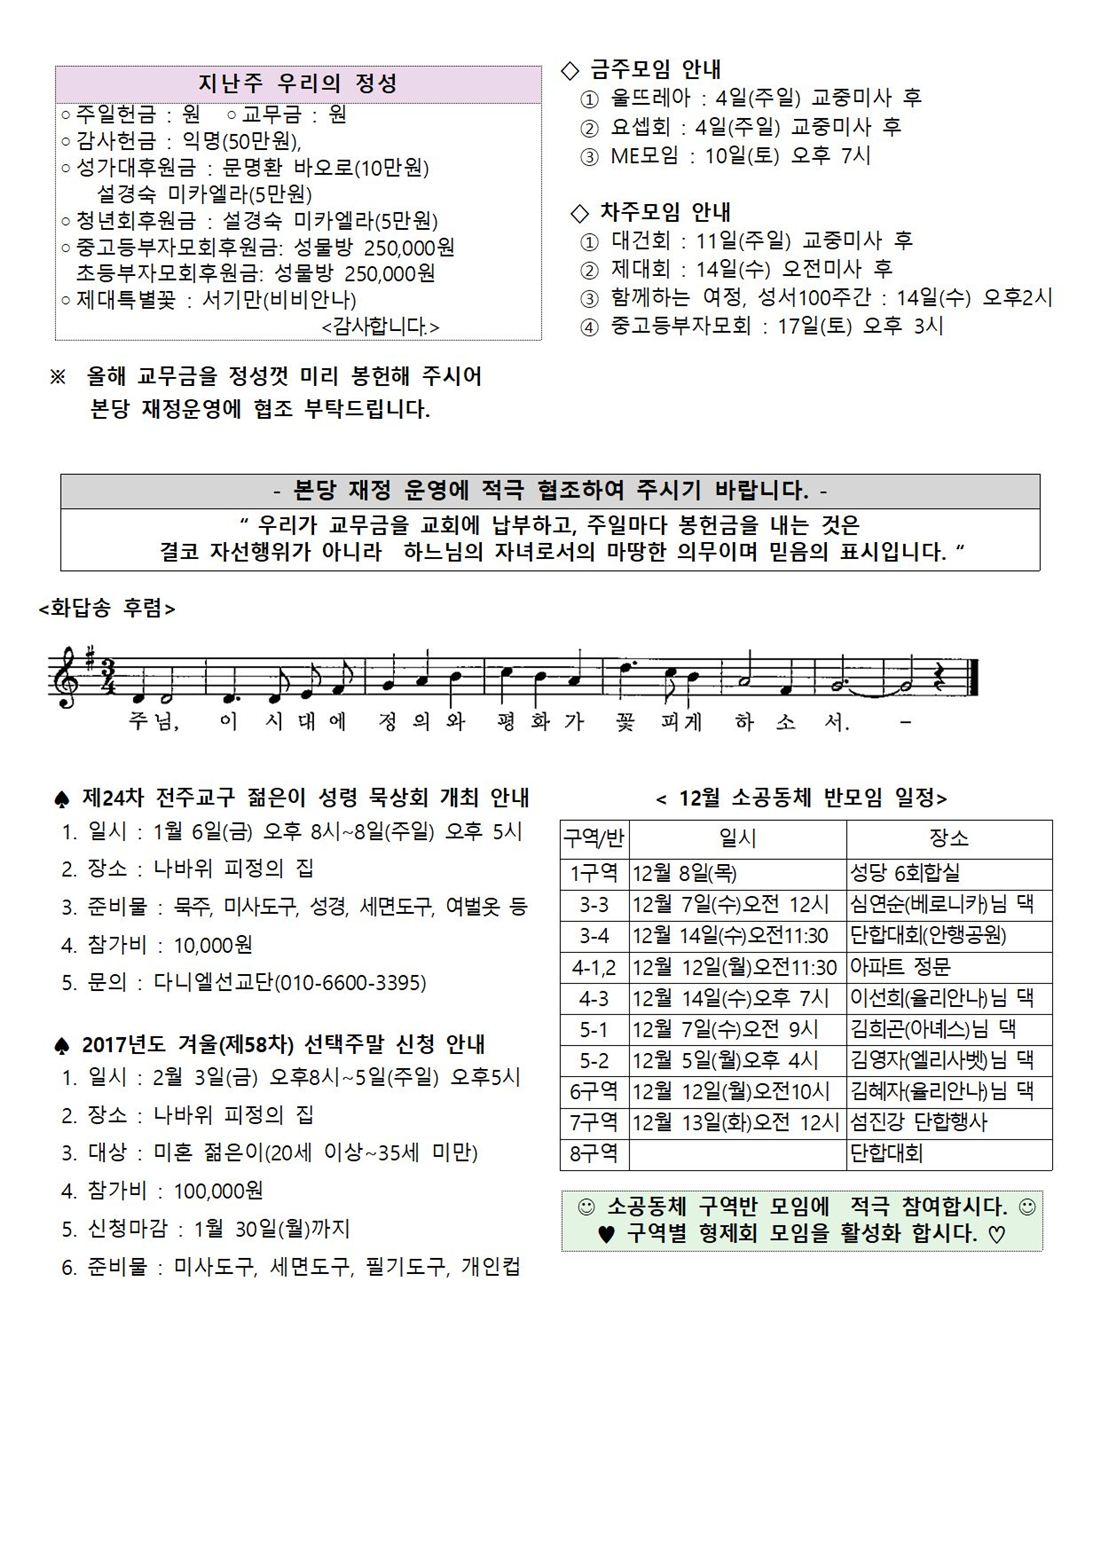 지난주 우리의 정성
○ 주일헌금 : 원 ○ 교무금 : 원
○ 감사헌금 : 익명(50만원),
○ 성가대후원금 : 문명환 바오로(10만원)
설경숙 미카엘라(5만원)
○ 청년회후원금 : 설경숙 미카엘라(5만원)
○ 중고등부자모회후원금: 성물방 250,000원
초등부자모회후원금: 성물방 250,000원
○ 제대특별꽃 : 서기만(비비안나)
<감사합니다.>
※ 올해 교무금을 정성껏 미리 봉헌해 주시어
본당 재정운영에 협조 부탁드립니다.
◇ 금주모임 안내
① 울뜨레아 : 4일(주일) 교중미사 후
② 요셉회 : 4일(주일) 교중미사 후
③ ME모임 : 10일(토) 오후 7시
◇ 차주모임 안내
① 대건회 : 11일(주일) 교중미사 후
② 제대회 : 14일(수) 오전미사 후
③ 함께하는 여정, 성서100주간 : 14일(수) 오후2시
④ 중고등부자모회 : 17일(토) 오후 3시
- 본당 재정 운영에 적극 협조하여 주시기 바랍니다. -
“ 우리가 교무금을 교회에 납부하고, 주일마다 봉헌금을 내는 것은
결코 자선행위가 아니라 하느님의 자녀로서의 마땅한 의무이며 믿음의 표시입니다. “
<화답송 후렴>
3
4
주님, 이 시대에 정의와 평화가 꽃 피게 하소서. –
♠ 제24차 전주교구 젊은이 성령 묵상회 개최 안내
1. 일시 : 1월 6일(금) 오후 8시~8일(주일) 오후 5시
2. 장소 : 나바위 피정의 집
3. 준비물 : 묵주, 미사도구, 성경, 세면도구, 여벌옷 등
4. 참가비 : 10,000원
5. 문의 : 다니엘선교단(010-6600-3395)
♠ 2017년도 겨울(제58차) 선택주말 신청 안내
1. 일시 : 2월 3일(금) 오후8시~5일(주일) 오후5시
2. 장소 : 나바위 피정의 집
3. 대상 : 미혼 젊은이(20세 이상~35세 미만)
4. 참가비 : 100,000원
5. 신청마감 : 1월 30일(월)까지
6. 준비물 : 미사도구, 세면도구, 필기도구, 개인컵
< 12월 소공동체 반모임 일정>
구역/반 일시 장소
1구역 12월 8일(목) 성당 6회합실
3-3 12월 7일(수)오전 12시 심연순(베로니카)님 댁
3-4 12월 14일(수)오전11:30 단합대회(안행공원)
4-1,2 12월 12일(월)오전11:30 아파트 정문
4-3 12월 14일(수)오후 7시 이선희(율리안나)님 댁
5-1 12월 7일(수)오전 9시 김희곤(아녜스)님 댁
5-2 12월 5일(월)오후 4시 김영자(엘리사벳)님 댁
6구역 12월 12일(월)오전10시 김혜자(율리안나)님 댁
7구역 12월 13일(화)오전 12시 섬진강 단합행사
8구역 단합대회
☺ 소공동체 구역반 모임에 적극 참여합시다. ☺
♥ 구역별 형제회 모임을 활성화 합시다. ♡